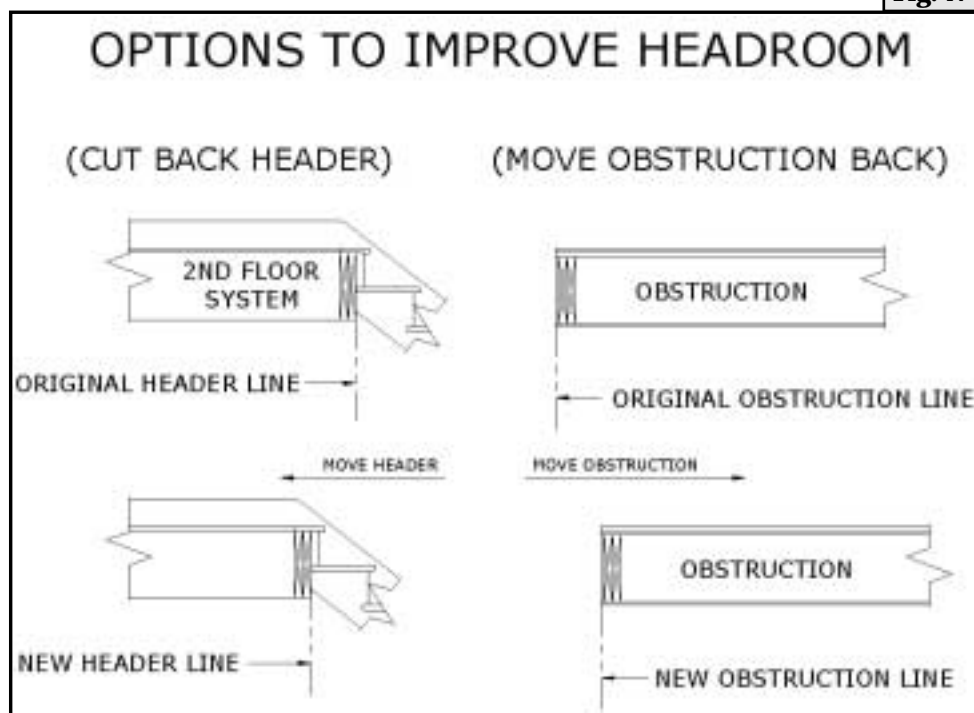 OPTIONS TO IMPROVE HEADROOM
(CUT BACK HEADER)
(MOVE OBSTRUCTION BACK)
2ND FLOOR
SYSTEM
OBSTRUCTION
ORIGINAL HEADER LINE
ORIGINAL OBSTRUCTION LINE
MOVE HEADER
MOVE OBSTRUCTION
OBSTRUCTION
NEW HEADER LINE
NEW OBSTRUCTION LINE